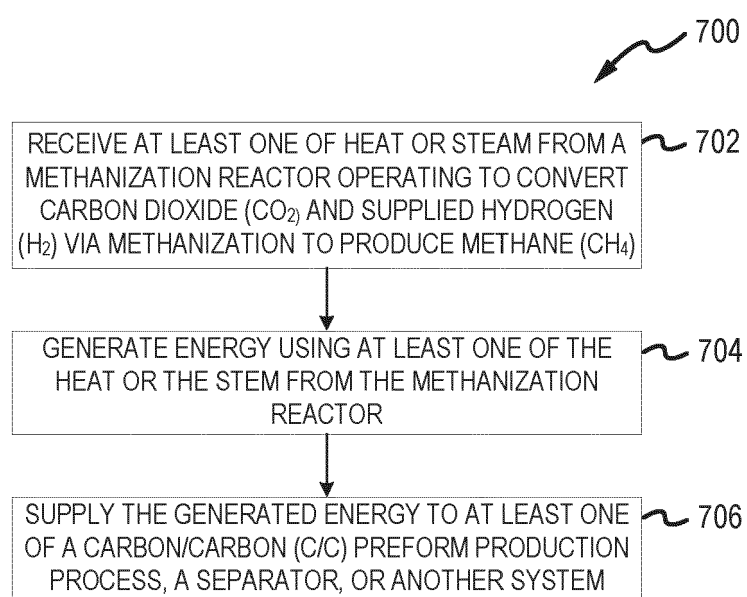 700
RECEIVE AT LEAST ONE OF HEAT OR STEAM FROM A
METHANIZATION REACTOR OPERATING TO CONVERT
CARBON DIOXIDE (CO₂) AND SUPPLIED HYDROGEN
(H₂) VIA METHANIZATION TO PRODUCE METHANE (CH₄)
702
GENERATE ENERGY USING AT LEAST ONE OF THE
HEAT OR THE STEM FROM THE METHANIZATION
REACTOR
704
SUPPLY THE GENERATED ENERGY TO AT LEAST ONE
OF A CARBON/CARBON (C/C) PREFORM PRODUCTION
PROCESS, A SEPARATOR, OR ANOTHER SYSTEM
706